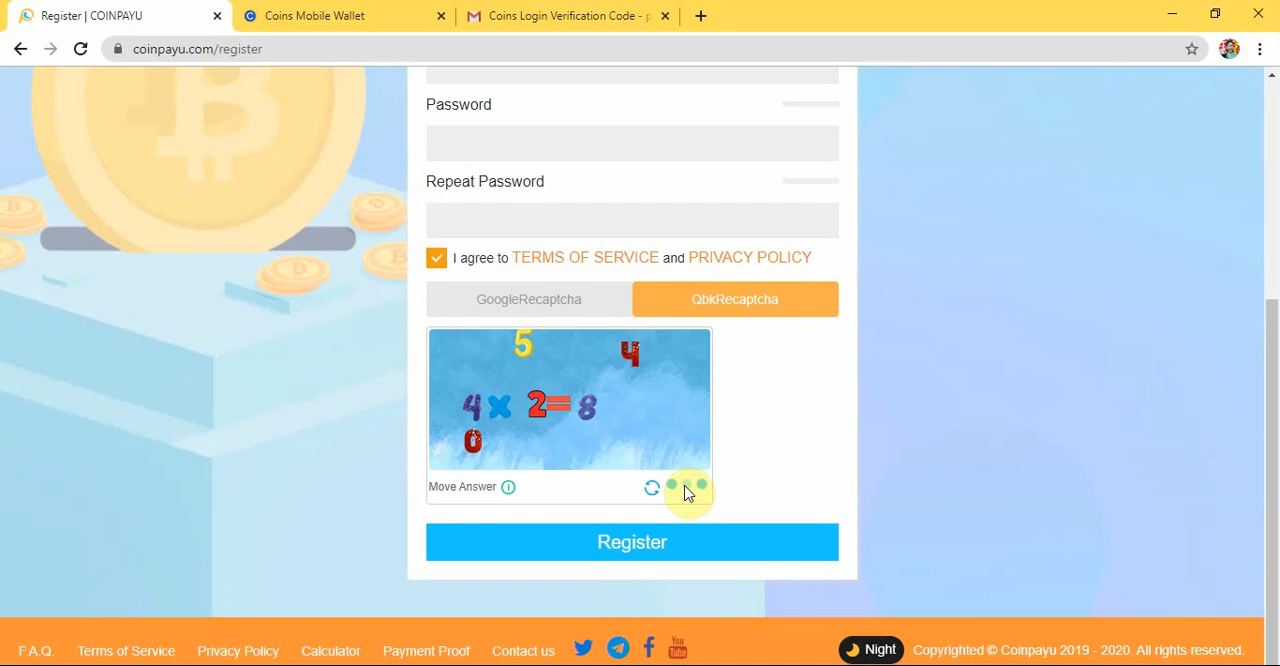 Register | COINPAYU
Coins Mobile Wallet
Coins Login Verification Code - p
coinpayu.com/register
Password
Repeat Password
I agree to TERMS OF SERVICE and PRIVACY POLICY
GoogleRecaptcha
QbkRecaptcha
5
4
4 × 2= 8
0
Move Answer
Register
F.A.Q. Terms of Service Privacy Policy Calculator Payment Proof Contact us
You Tube
Night
Copyrighted © Coinpayu 2019 - 2020. All rights reserved.